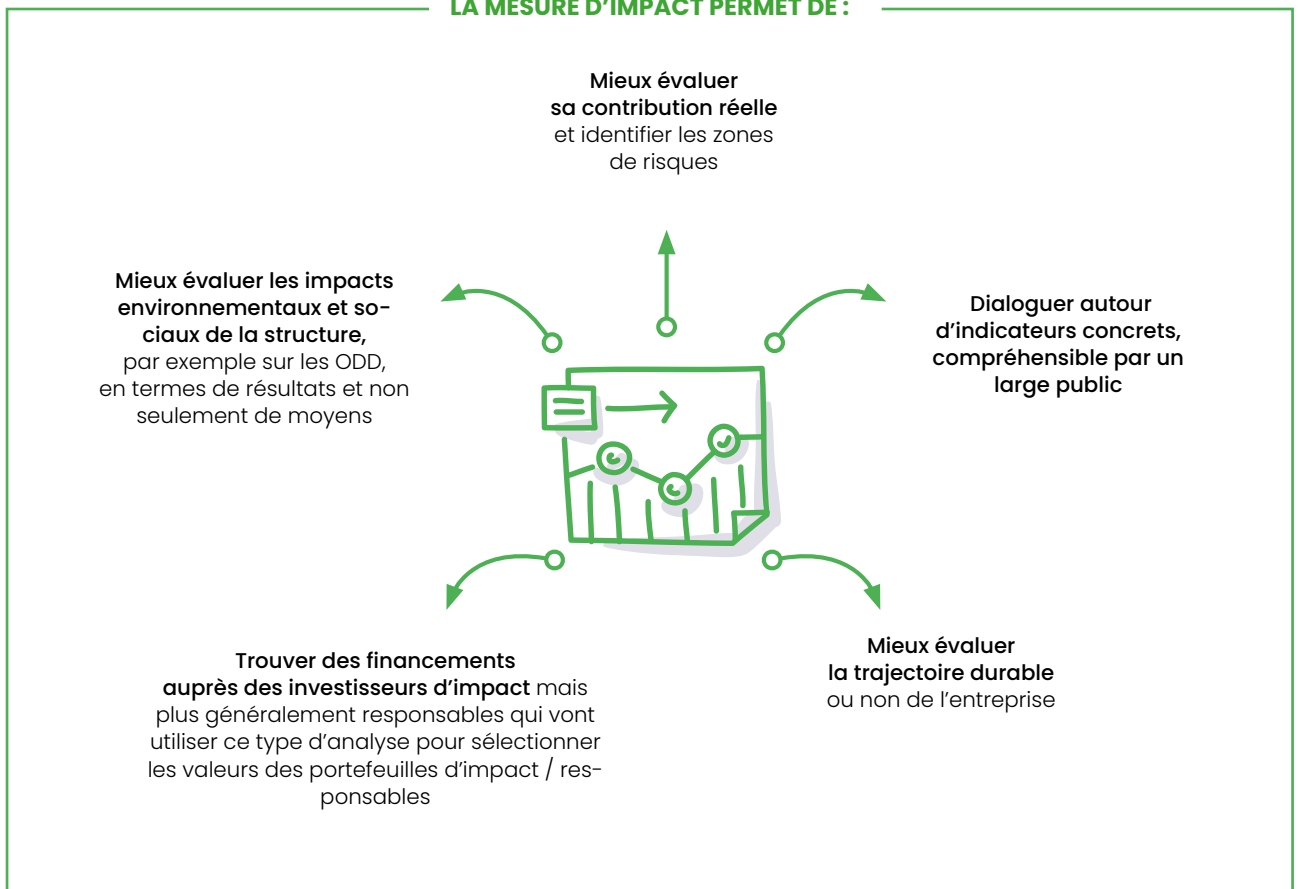 LA MESURE D'IMPACT PERMET DE :
Mieux évaluer
sa contribution réelle
et identifier les zones
de risques
Mieux évaluer les impacts
environnementaux et so-
ciaux de la structure,
par exemple sur les ODD,
en termes de résultats et non
seulement de moyens
Dialoguer autour
d'indicateurs concrets,
compréhensible par un
large public
Trouver des financements
auprès des investisseurs d'impact mais
plus généralement responsables qui vont
utiliser ce type d'analyse pour sélectionner
les valeurs des portefeuilles d'impact / res-
ponsables
Mieux évaluer
la trajectoire durable
ou non de l'entreprise